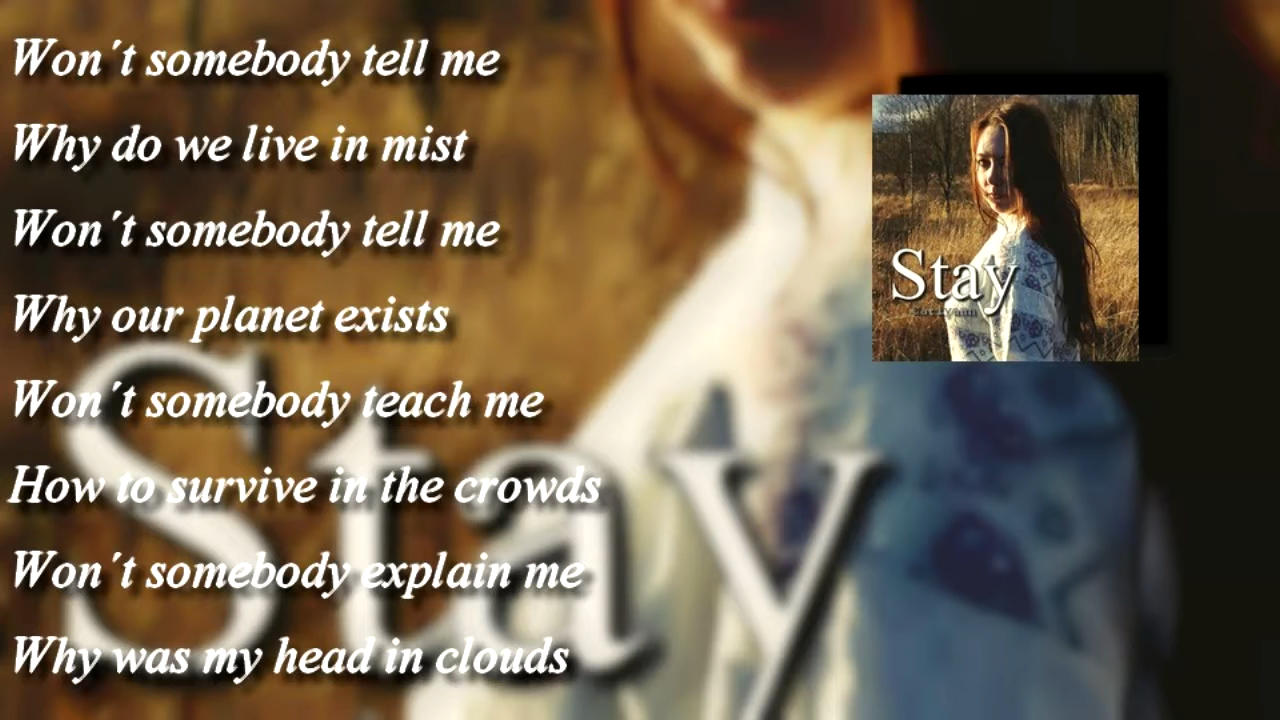 Won´t somebody tell me
Why do we live in mist
Won´t somebody tell me
Why our planet exists
Won´t somebody teach me
How to survive in the crowds
Won´t somebody explain me
Why was my head in clouds
Stay
Stay